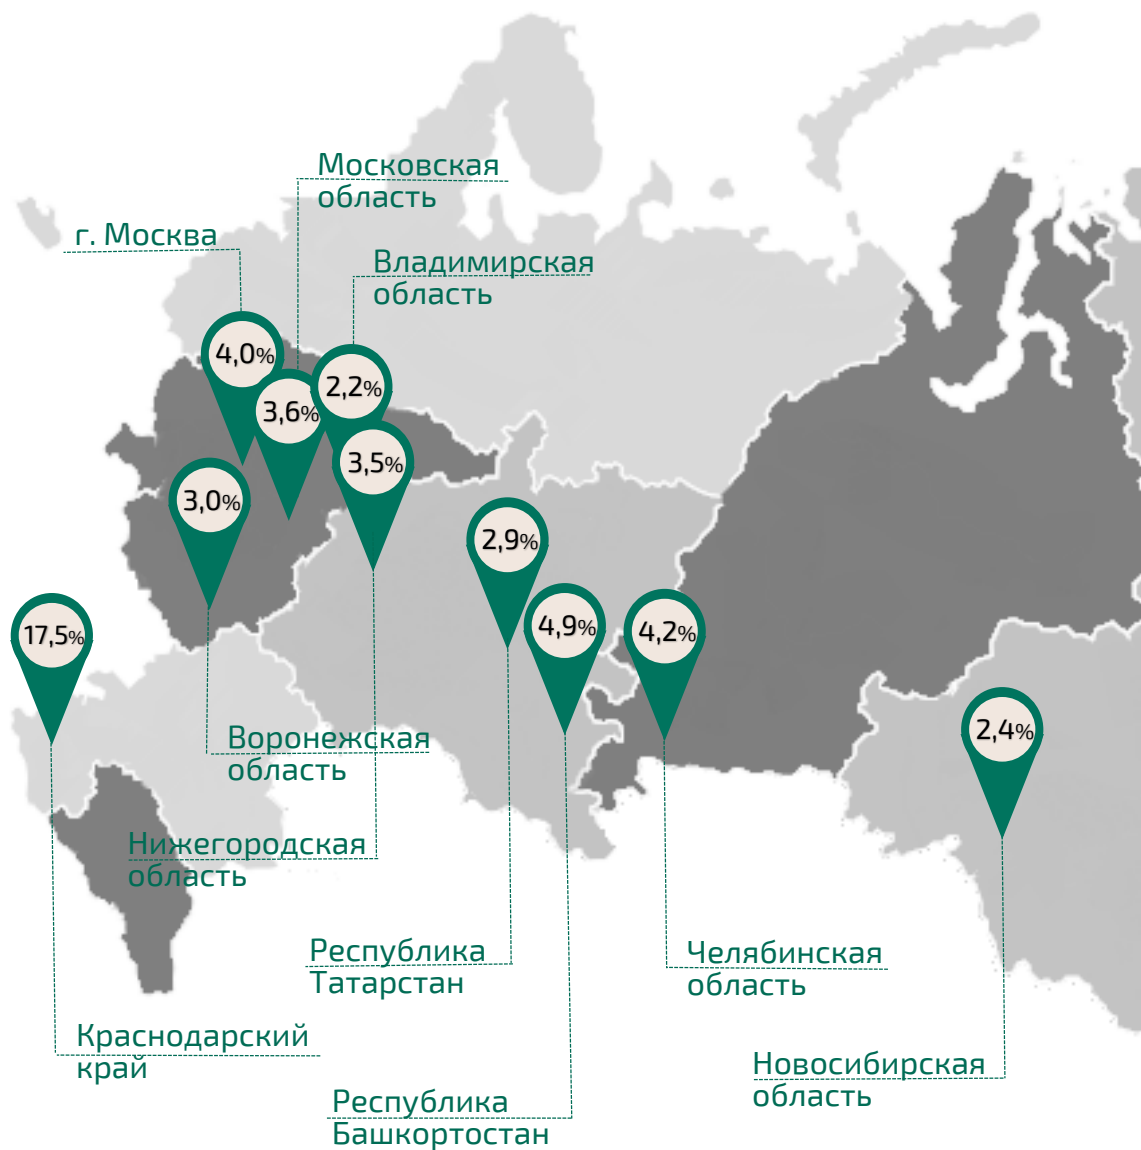 Московская
область
г. Москва
Владимирская
область
4,0%
2,2%
3,6%
3,5%
3,0%
2,9%
4,9%
4,2%
17,5%
2,4%
Воронежская
область
Нижегородская
область
Республика
Татарстан
Челябинская
область
Краснодарский
край
Новосибирская
область
Республика
Башкортостан